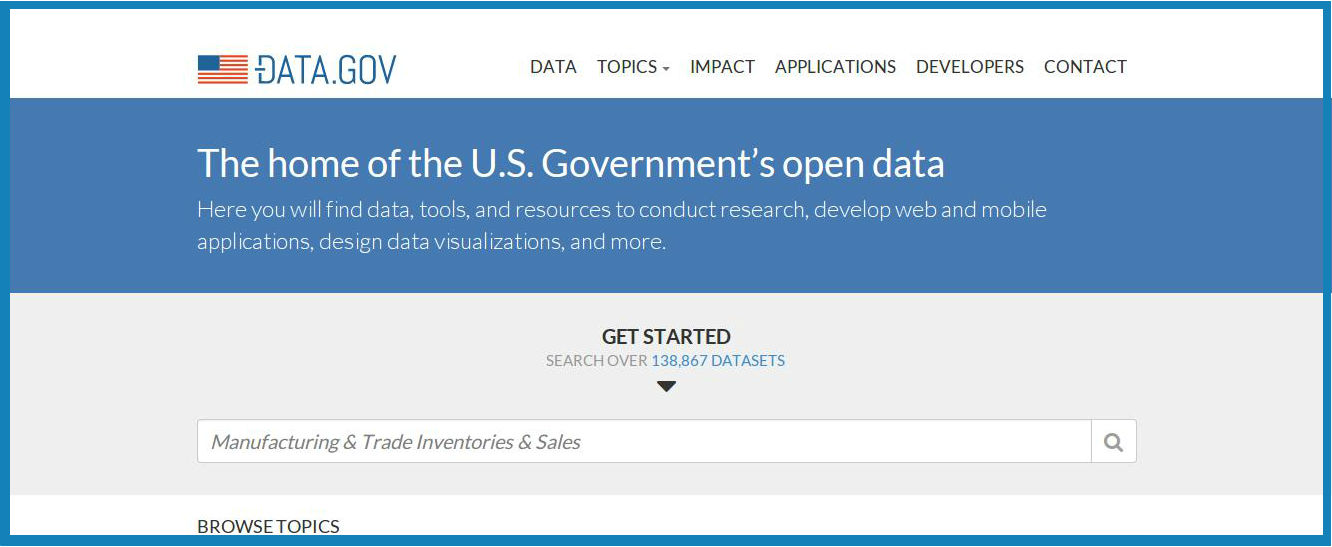 DATA.GOV
DATA TOPICS IMPACT APPLICATIONS DEVELOPERS CONTACT
The home of the U.S. Government’s open data
Here you will find data, tools, and resources to conduct research, develop web and mobile
applications, design data visualizations, and more.
GET STARTED
SEARCH OVER 138,867 DATASETS
Manufacturing & Trade Inventories & Sales
BROWSE TOPICS